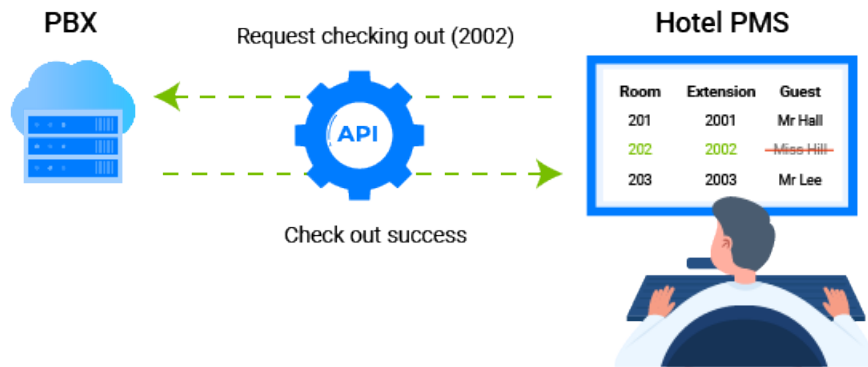 PBX
Hotel PMS
Request checking out (2002)
API
Check out success
Room Extension Guest
201 2001 Mr Hall
202 2002 Miss Hill
203 2003 Mr Lee